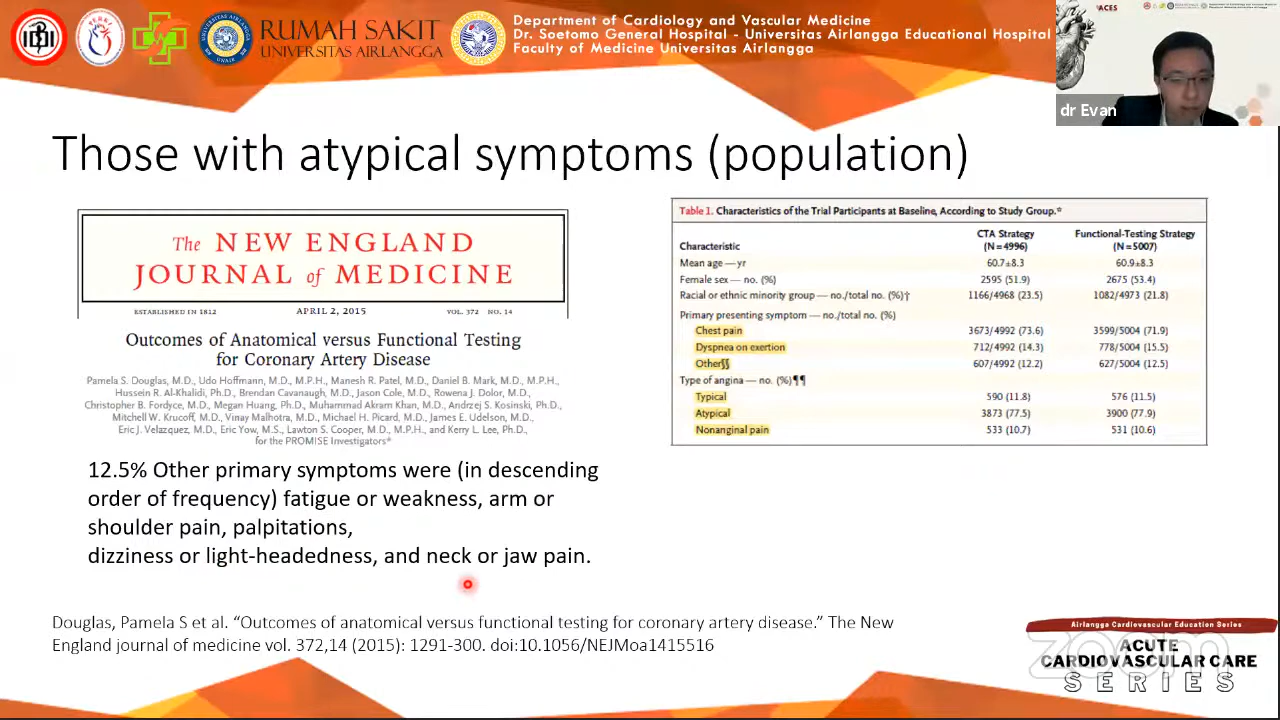 RUMAH SAKIT
UNIVERSITAS AIRLANGGA
Department of Cardiology and Vascular Medicine
Dr. Soetomo General Hospital - Universitas Airlangga Educational Hospital
Faculty of Medicine Universitas Airlangga
ACES
dr Evan
Those with atypical symptoms (population)
The NEW ENGLAND
JOURNAL of MEDICINE
ESTABLISHED IN 1812 APRIL 2, 2015 VOL. 372 NO. 14
Outcomes of Anatomical versus Functional Testing
for Coronary Artery Disease
Pamela S. Douglas, M.D., Udo Hoffmann, M.D., M.P.H., Manesh R. Patel, M.D., Daniel B. Mark, M.D., M.P.H.,
Hussein R. Al-Khalidi, Ph.D., Brendan Cavanaugh, M.D., Jason Cole, M.D., Rowena J. Dolor, M.D.,
Christopher B. Fordyce, M.D., Megan Huang, Ph.D., Muhammad Akram Khan, M.D., Andrzej S. Kosinski, Ph.D.,
Mitchell W. Krucoff, M.D., Vinay Malhotra, M.D., Michael H. Picard, M.D., James E. Udelson, M.D.,
Eric J. Velazquez, M.D., Eric Yow, M.S., Lawton S. Cooper, M.D., M.P.H., and Kerry L. Lee, Ph.D.,
for the PROMISE Investigators*
12.5% Other primary symptoms were (in descending
order of frequency) fatigue or weakness, arm or
shoulder pain, palpitations,
dizziness or light-headedness, and neck or jaw pain.
Table 1. Characteristics of the Trial Participants at Baseline, According to Study Group.*
Characteristic CTA Strategy (N=4996) Functional-Testing Strategy (N=5007)
Mean age — yr 60.7±8.3 60.9±8.3
Female sex — no. (%) 2595 (51.9) 2675 (53.4)
Racial or ethnic minority group — no./total no. (%)† 1166/4968 (23.5) 1082/4973 (21.8)
Primary presenting symptom — no./total no. (%)
Chest pain 3673/4992 (73.6) 3599/5004 (71.9)
Dyspnea on exertion 712/4992 (14.3) 778/5004 (15.5)
Other§§ 607/4992 (12.2) 627/5004 (12.5)
Type of angina — no. (%)¶¶
Typical 590 (11.8) 576 (11.5)
Atypical 3873 (77.5) 3900 (77.9)
Nonanginal pain 533 (10.7) 531 (10.6)
Douglas, Pamela S et al. “Outcomes of anatomical versus functional testing for coronary artery disease.” The New
England journal of medicine vol. 372,14 (2015): 1291-300. doi:10.1056/NEJMoa1415516
Airlangga Cardiovascular Education Series
zoom
ACUTE
CARDIOVASCULAR CARE
SERIES